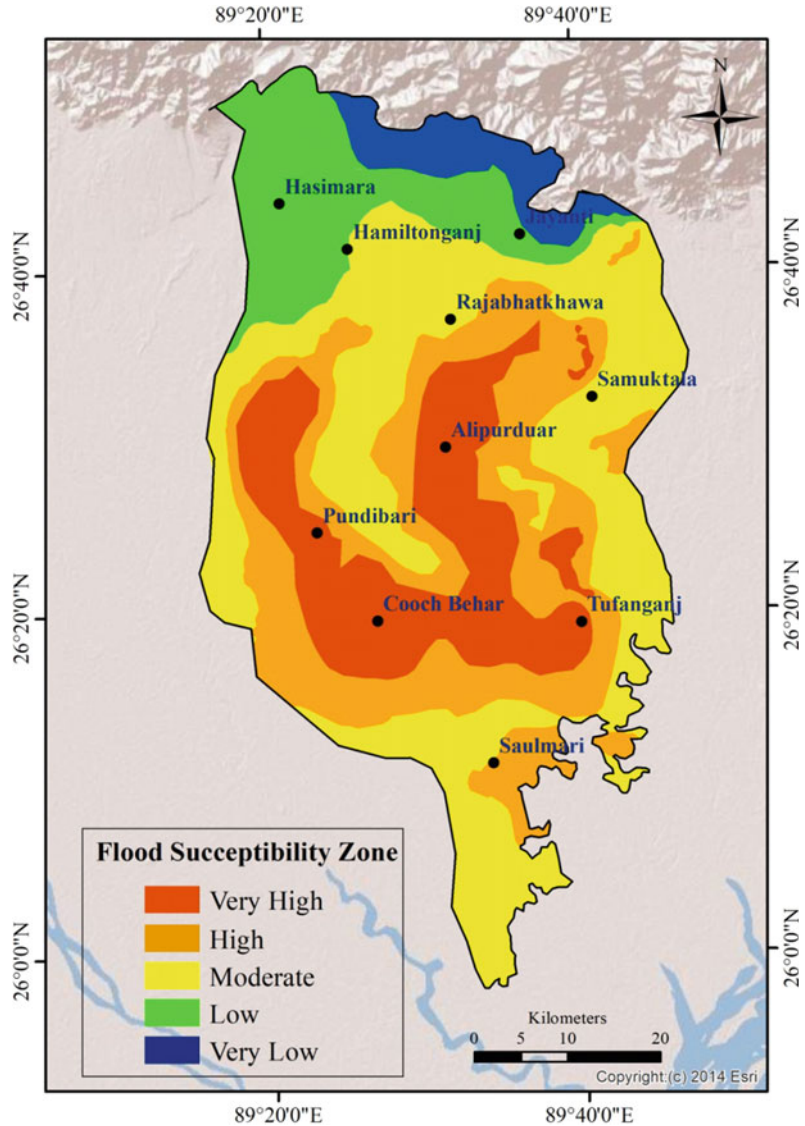 89°20'0"E
89°40'0"E
N
Hasimara
Jayanti
Hamiltonganj
26°40'0"N
26°40'0"N
Rajabhatkhawa
Samuktala
Alipurduar
Pundibari
Cooch Behar
Tufanganj
26°20'0"N
26°20'0"N
Saulmari
Flood Succeptibility Zone
Very High
High
Moderate
Low
Very Low
26°0'0"N
26°0'0"N
Kilometers
0 5 10 20
Copyright:(c) 2014 Esri
89°20'0"E
89°40'0"E